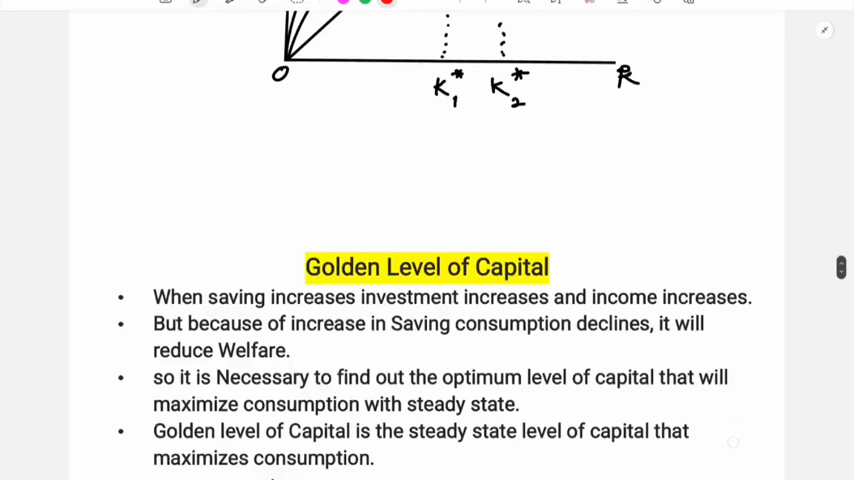 O
K₁* K₂* k
Golden Level of Capital
• When saving increases investment increases and income increases.
• But because of increase in Saving consumption declines, it will
reduce Welfare.
• so it is Necessary to find out the optimum level of capital that will
maximize consumption with steady state.
• Golden level of Capital is the steady state level of capital that
maximizes consumption.